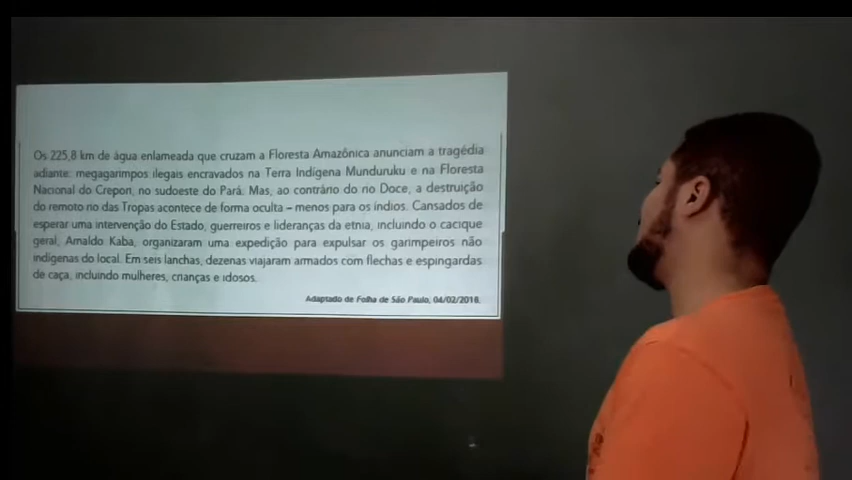 Os 225,8 km de água enlameada que cruzam a Floresta Amazônica anunciam a tragédia
adiante: megagarimpos ilegais encravados na Terra Indígena Munduruku e na Floresta
Nacional do Crepori, no sudoeste do Pará. Mas, ao contrário do rio Doce, a destruição
do remoto rio das Tropas acontece de forma oculta – menos para os índios. Cansados de
esperar uma intervenção do Estado, guerreiros e lideranças da etnia, incluindo o cacique
geral, Arnaldo Kaba, organizaram uma expedição para expulsar os garimpeiros não
indígenas do local. Em seis lanchas, dezenas viajaram armados com flechas e espingardas
de caça, incluindo mulheres, crianças e idosos.
Adaptado de Folha de São Paulo, 04/02/2018.